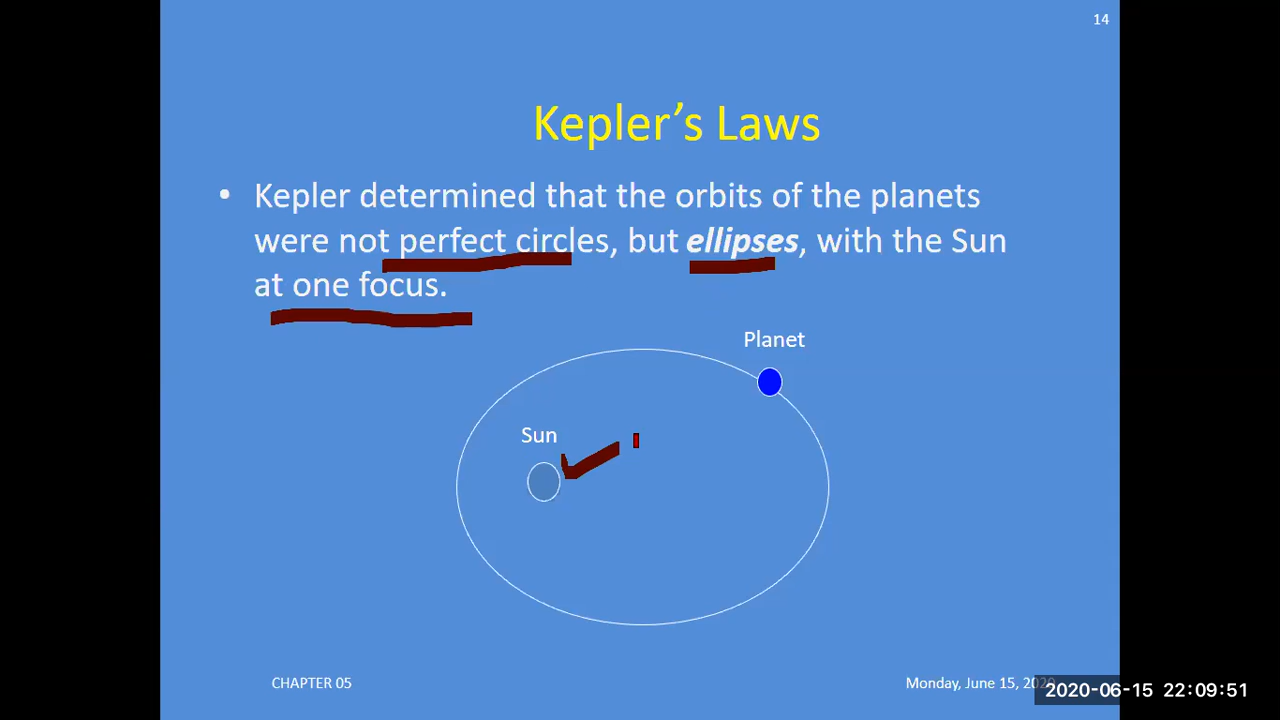 14
Kepler’s Laws
• Kepler determined that the orbits of the planets
were not perfect circles, but ellipses, with the Sun
at one focus.
Planet
Sun
CHAPTER 05
Monday, June 15, 2020
2020-06-15 22:09:51